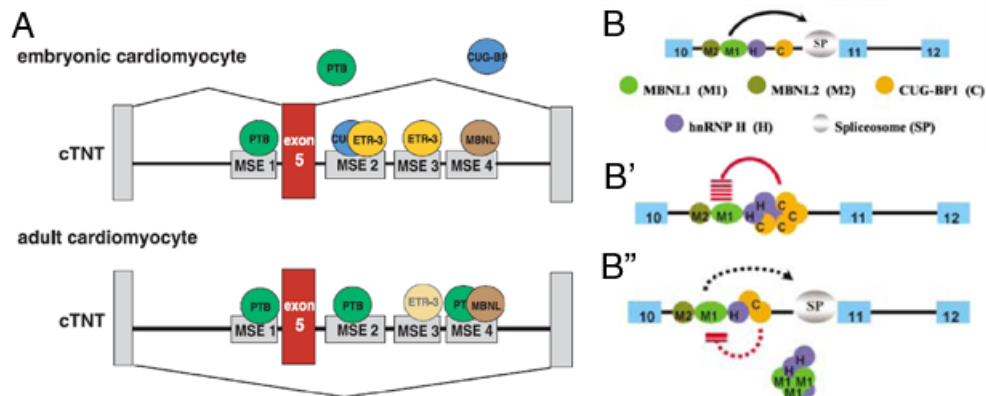 A
embryonic cardiomyocyte
PTB
CUG-BP
PTB
exon
5
CU
ETR-3
ETR-3
MBNL
cTNT
MSE 1
MSE 2
MSE 3
MSE 4
adult cardiomyocyte
PTB
exon
5
PTB
ETR-3
PT
MBNL
cTNT
MSE 1
MSE 2
MSE 3
MSE 4
B
10 M2 M1 H C SP 11 12
MBNL1 (M1) MBNL2 (M2) CUG-BP1 (C)
hnRNP H (H) Spliceosome (SP)
B'
H C
10 M2 M1 H C 11 12
C C
B"
10 M2 M1 H C SP 11 12
H
H
M1 M1
M1